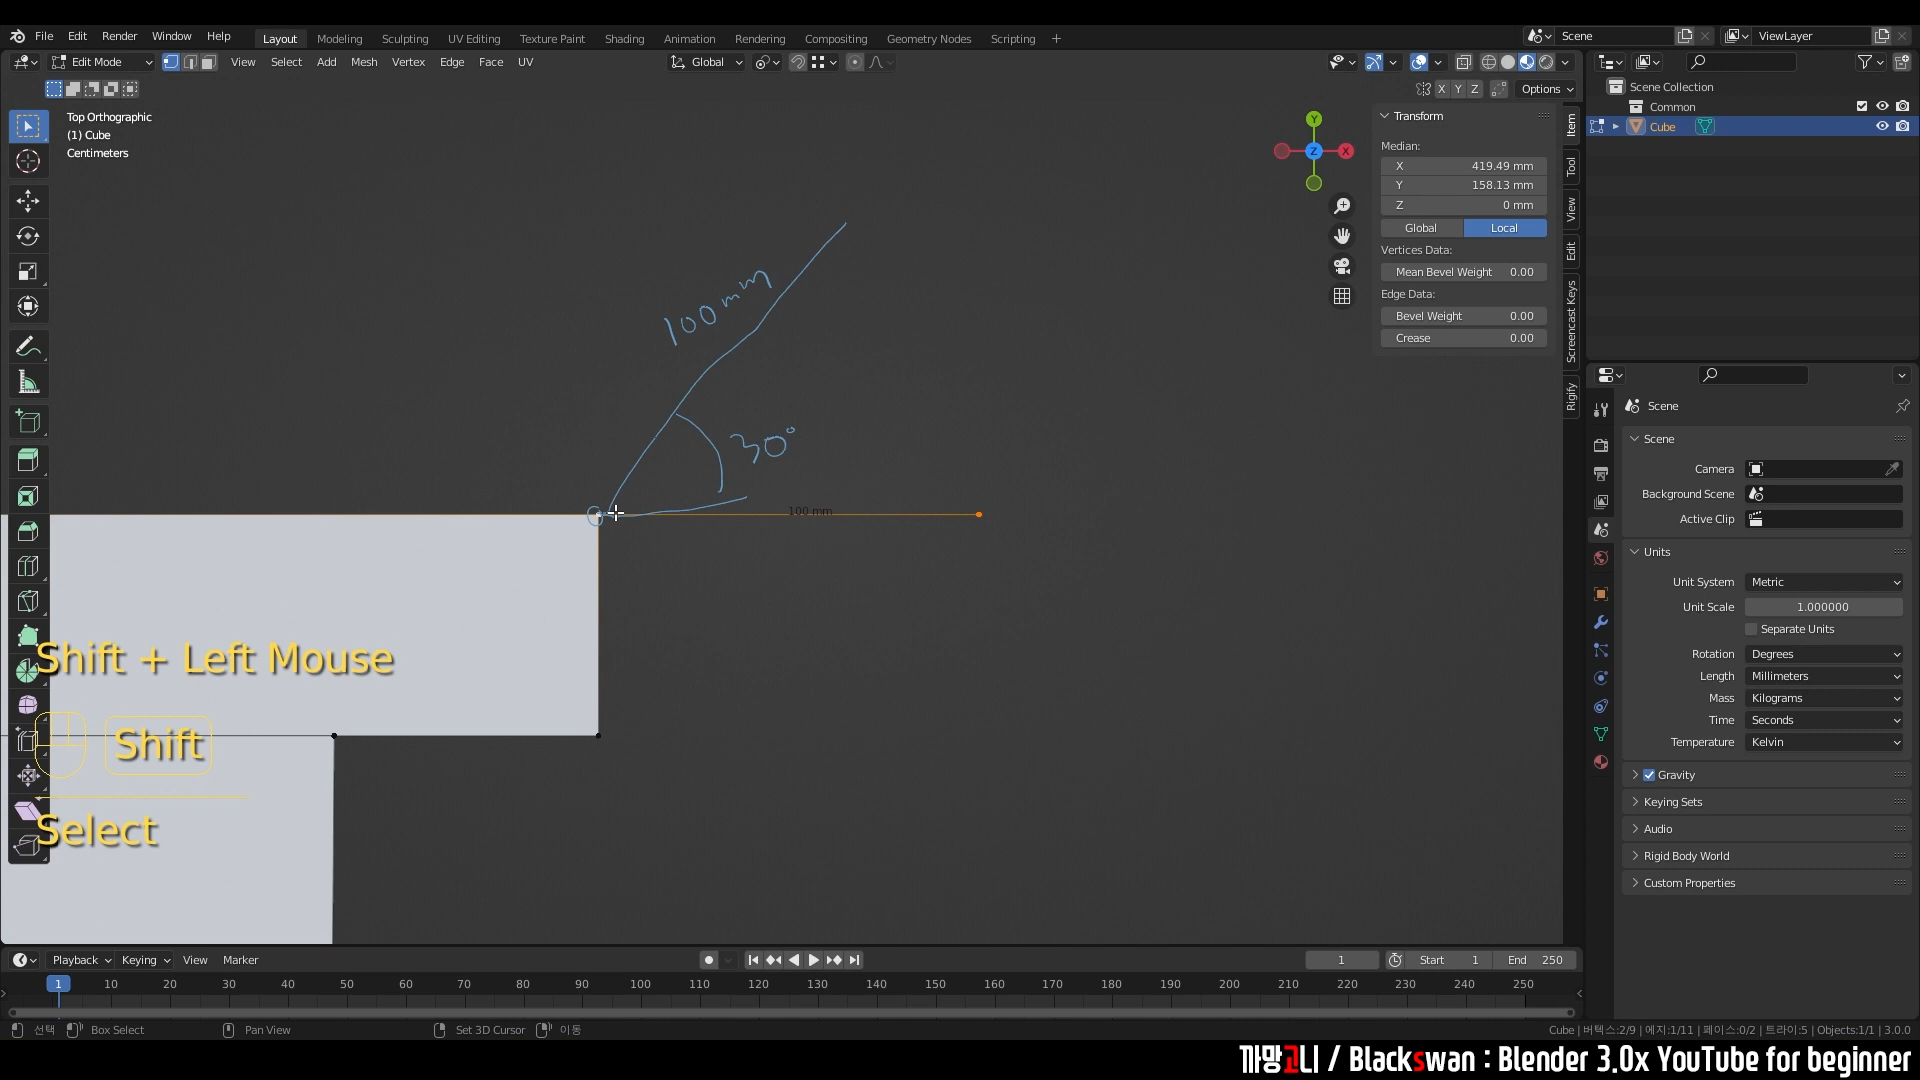 File Edit Render Window Help Layout Modeling Sculpting UV Editing Texture Paint Shading Animation Rendering Compositing Geometry Nodes Scripting + Scene ViewLayer
Edit Mode View Select Add Mesh Vertex Edge Face UV Global
X Y Z Options
Top Orthographic
(1) Cube
Centimeters
Y
Z
X
Transform
Median:
X 419.49 mm
Y 158.13 mm
Z 0 mm
Global Local
Vertices Data:
Mean Bevel Weight 0.00
Edge Data:
Bevel Weight 0.00
Crease 0.00
Item
Tool
View
Edit
Screencast Keys
Rigify
Scene Collection
Common
Cube
100mm
30°
100 mm
Shift + Left Mouse
Shift
Select
Scene
Scene
Camera
Background Scene
Active Clip
Units
Unit System Metric
Unit Scale 1.000000
Separate Units
Rotation Degrees
Length Millimeters
Mass Kilograms
Time Seconds
Temperature Kelvin
Gravity
Keying Sets
Audio
Rigid Body World
Custom Properties
Playback Keying View Marker 1 Start 1 End 250
1 10 20 30 40 50 60 70 80 90 100 110 120 130 140 150 160 170 180 190 200 210 220 230 240 250
선택 Box Select Pan View Set 3D Cursor 이동 Cube | 버텍스:2/9 | 에지:1/11 | 페이스:0/2 | 트라이:5 | Objects:1/1 | 3.0.0
까망고니 / Blackswan : Blender 3.0x YouTube for beginner